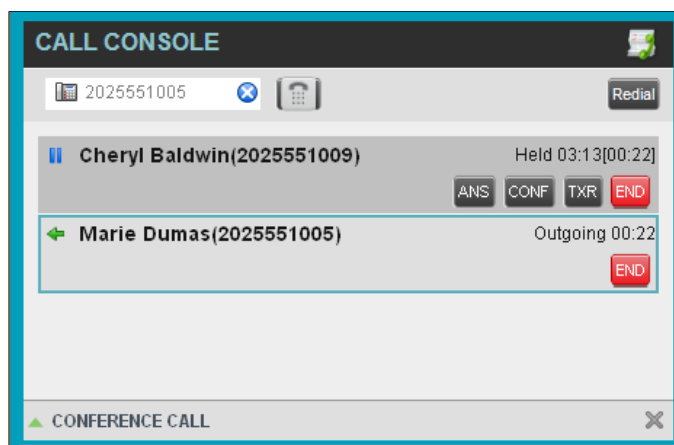 CALL CONSOLE
2025551005 Redial
Cheryl Baldwin(2025551009) Held 03:13[00:22]
ANS CONF TXR END
Marie Dumas(2025551005) Outgoing 00:22
END
CONFERENCE CALL